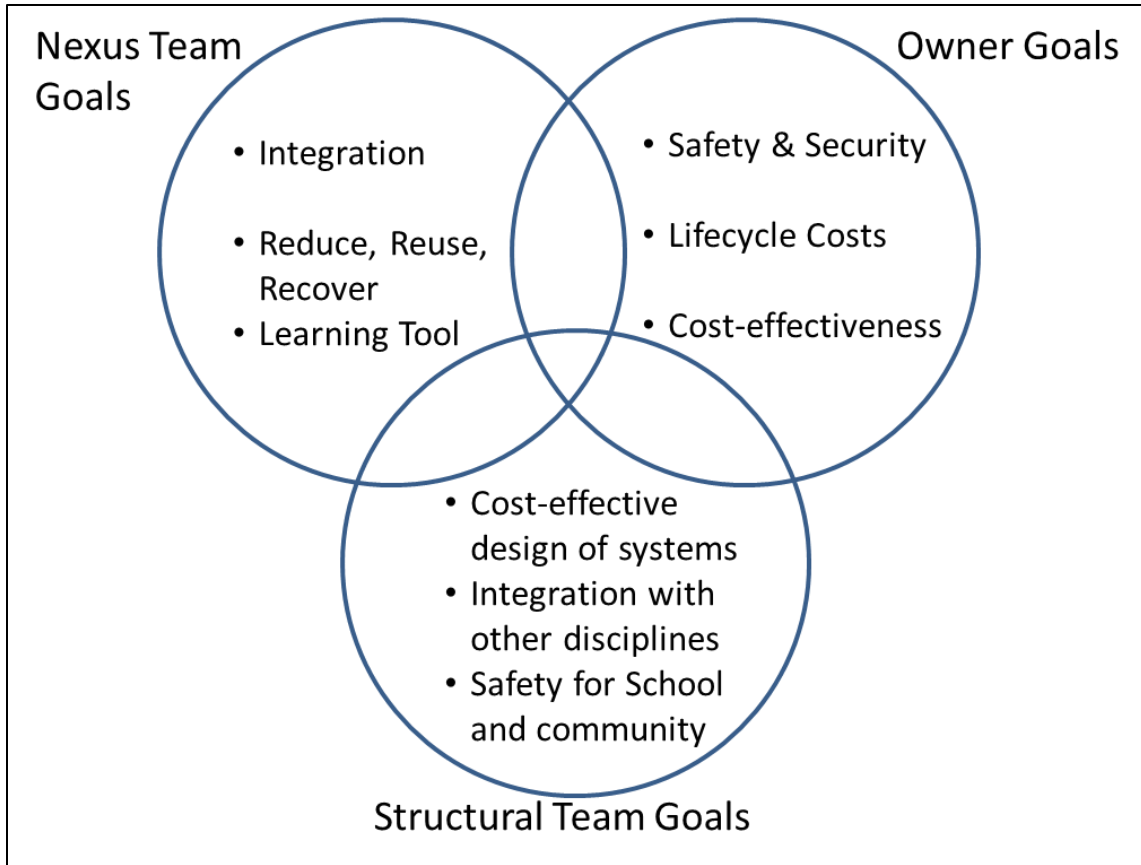 Nexus Team
Goals
Owner Goals
• Integration
• Reduce, Reuse,
Recover
• Learning Tool
• Safety & Security
• Lifecycle Costs
• Cost-effectiveness
• Cost-effective
design of systems
• Integration with
other disciplines
• Safety for School
and community
Structural Team Goals